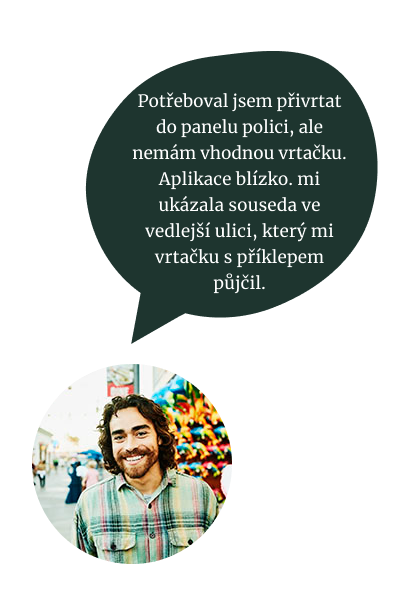 Potřeboval jsem přivrtat
do panelu polici, ale
nemám vhodnou vrtačku.
Aplikace blízko. mi
ukázala souseda ve
vedlejší ulici, který mi
vrtačku s příklepem
půjčil.